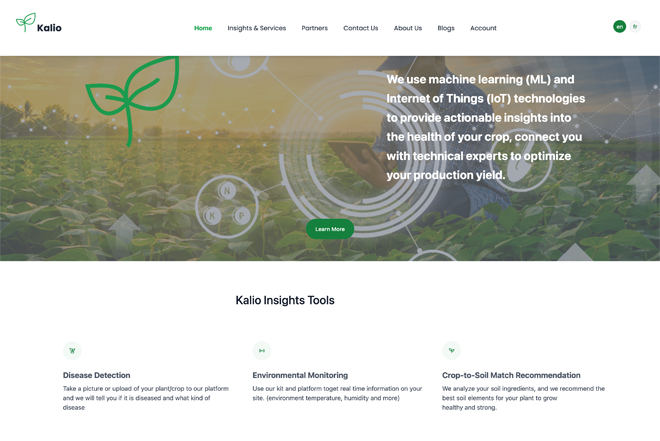 Kalio
Home Insights & Services Partners Contact Us About Us Blogs Account
en fr
We use machine learning (ML) and
Internet of Things (IoT) technologies
to provide actionable insights into
the health of your crop, connect you
with technical experts to optimize
your production yield.
N
K P
Learn More
Kalio Insights Tools
Disease Detection
Take a picture or upload of your plant/crop to our platform
and we will tell you if it is diseased and what kind of
disease
Environmental Monitoring
Use our kit and platform toget real time information on your
site. (environment temperature, humidity and more)
Crop-to-Soil Match Recommendation
We analyze your soil ingredients, and we recommend the
best soil elements for your plant to grow
healthy and strong.